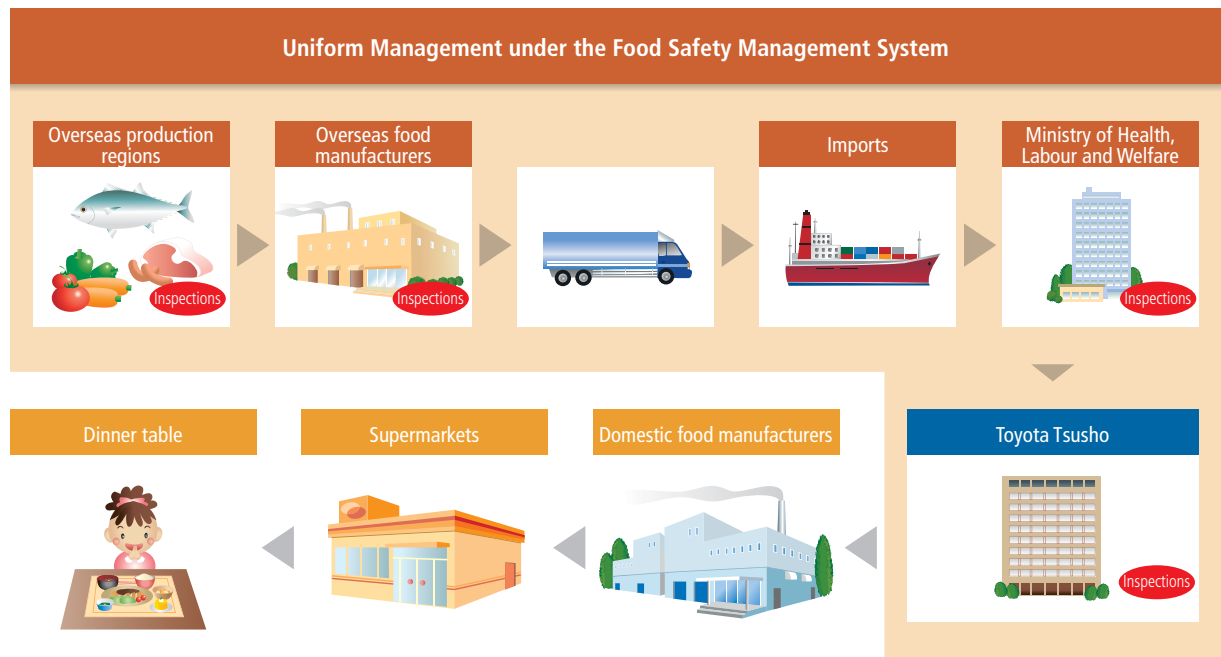 Uniform Management under the Food Safety Management System
Overseas production
regions
Inspections
Overseas food
manufacturers
Inspections
Imports
Ministry of Health,
Labour and Welfare
Inspections
Dinner table
Supermarkets
Domestic food manufacturers
Toyota Tsusho
Inspections